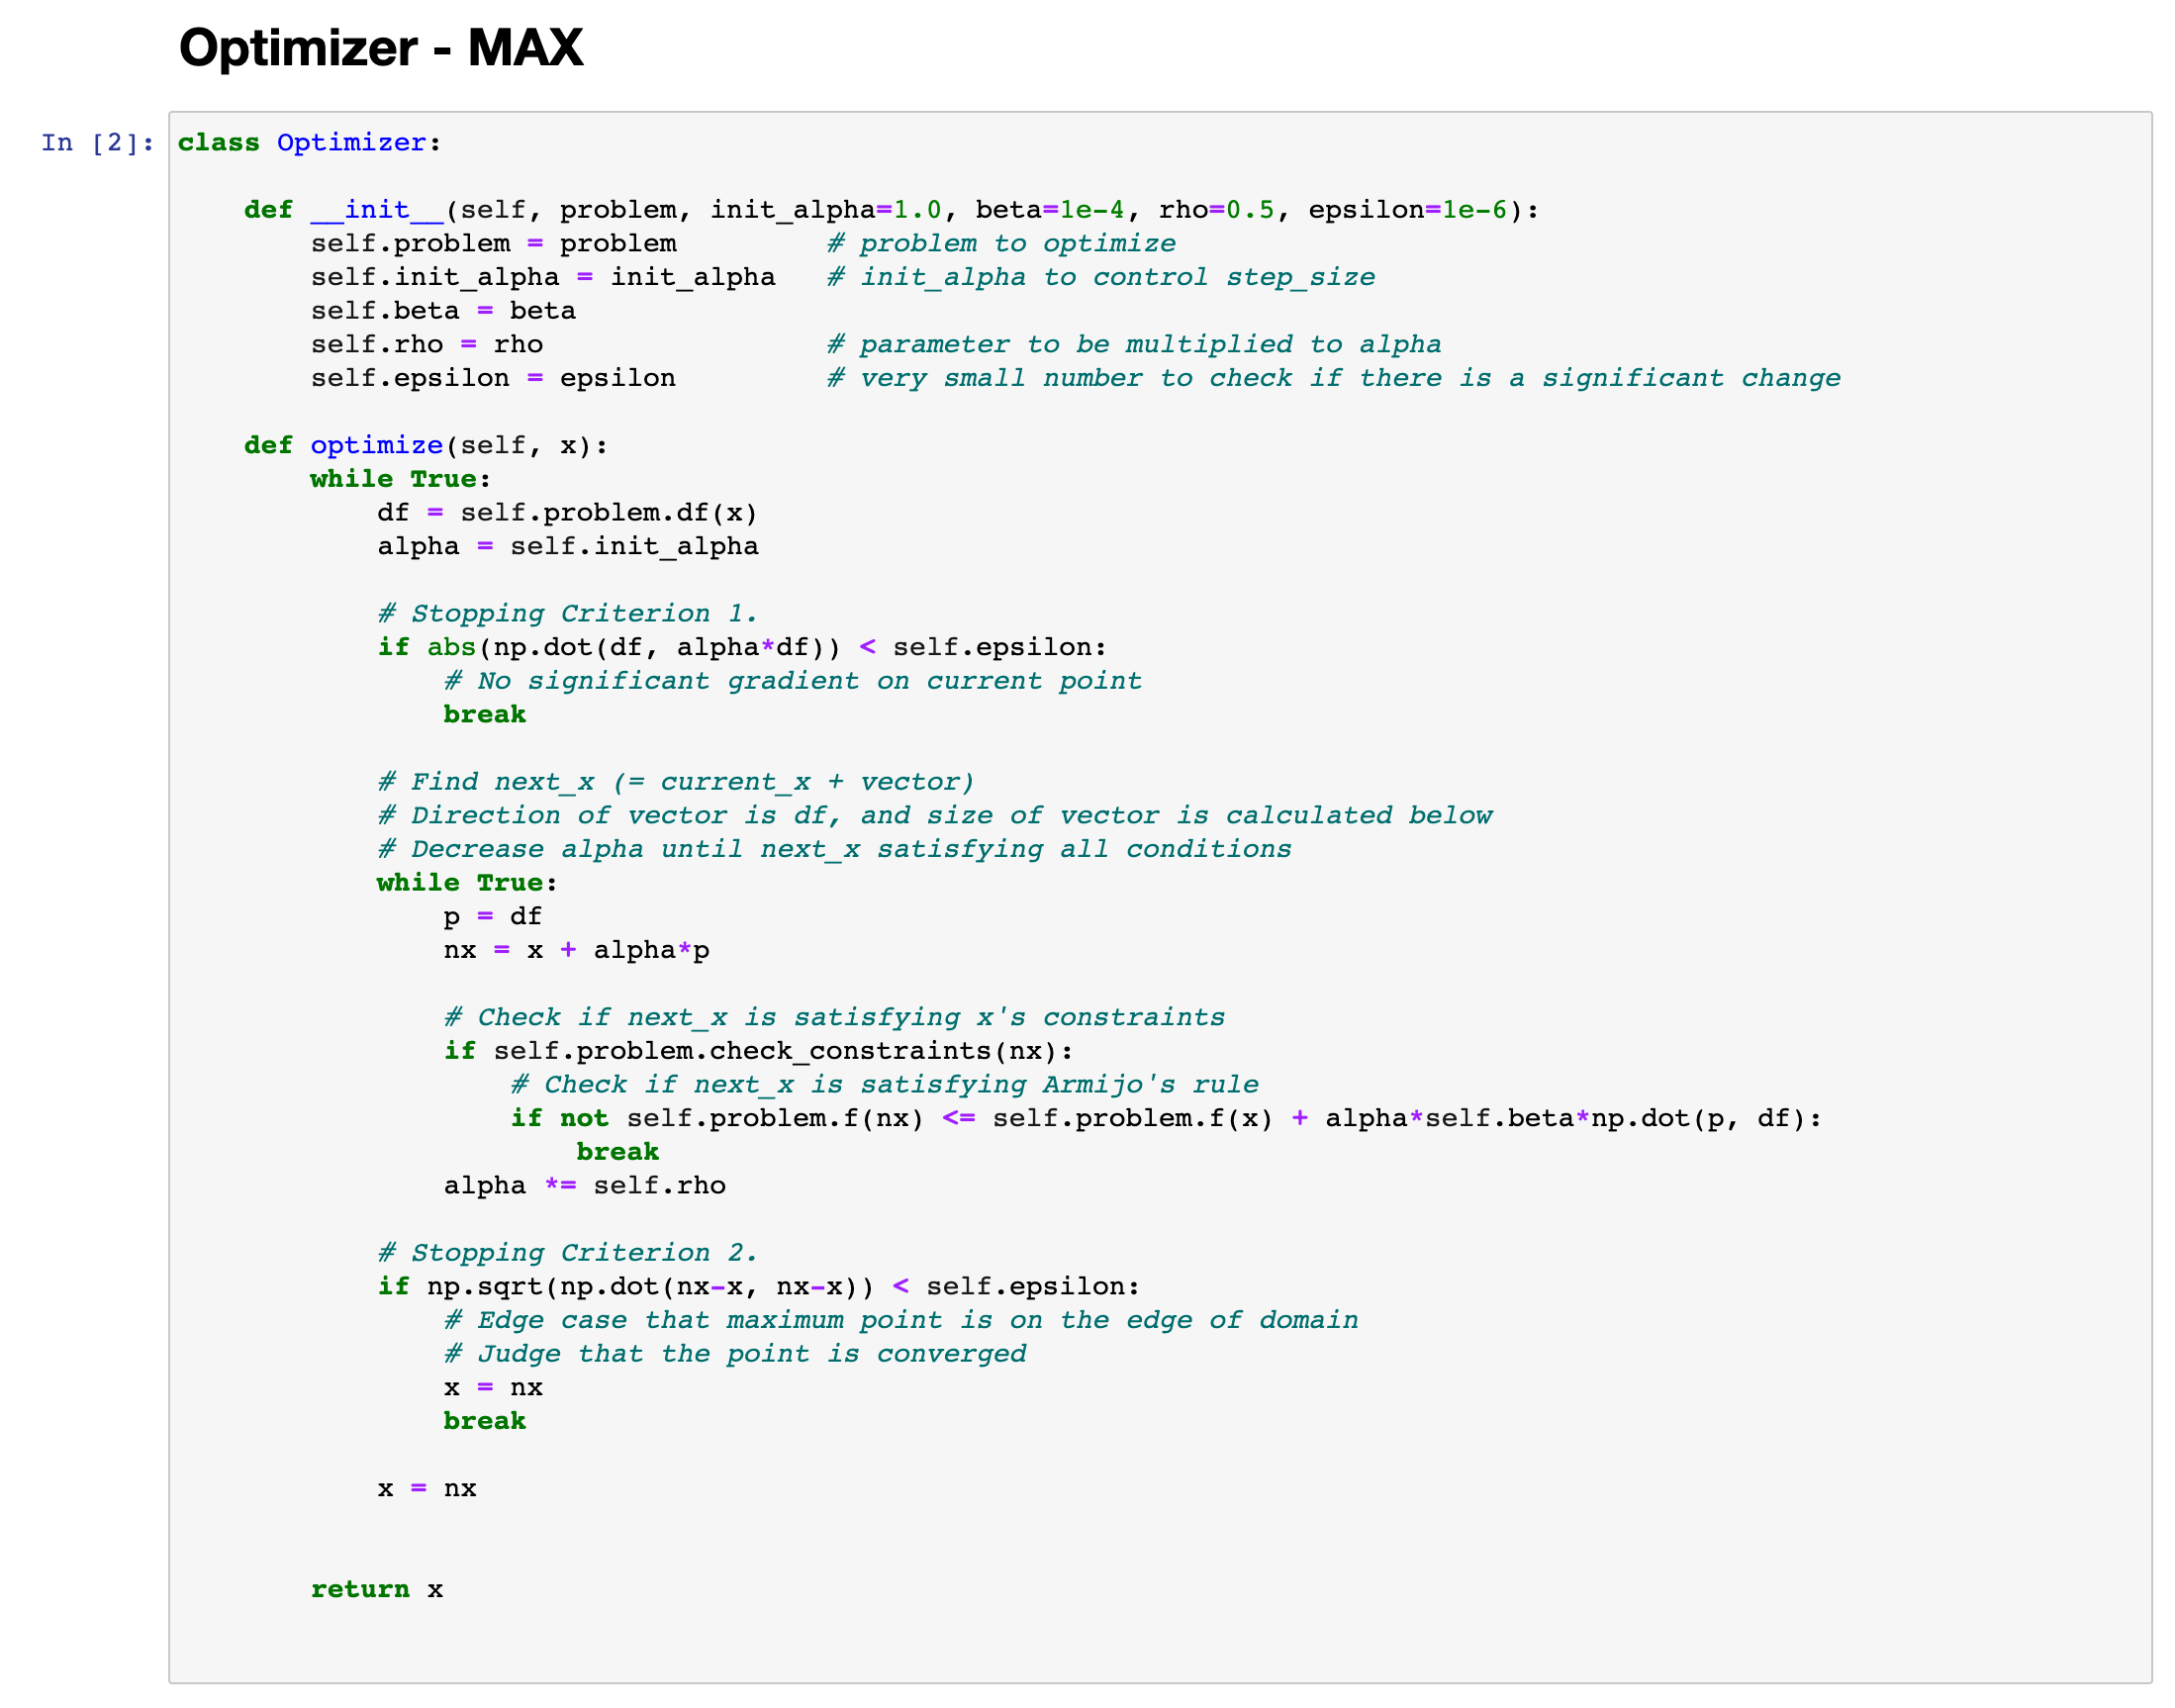 Optimizer - MAX
In [2]: class Optimizer:
    def __init__(self, problem, init_alpha=1.0, beta=1e-4, rho=0.5, epsilon=1e-6):
        self.problem = problem         # problem to optimize
        self.init_alpha = init_alpha   # init_alpha to control step_size
        self.beta = beta
        self.rho = rho                 # parameter to be multiplied to alpha
        self.epsilon = epsilon         # very small number to check if there is a significant change
    def optimize(self, x):
        while True:
            df = self.problem.df(x)
            alpha = self.init_alpha
            # Stopping Criterion 1.
            if abs(np.dot(df, alpha*df)) < self.epsilon:
                # No significant gradient on current point
                break
            # Find next_x (= current_x + vector)
            # Direction of vector is df, and size of vector is calculated below
            # Decrease alpha until next_x satisfying all conditions
            while True:
                p = df
                nx = x + alpha*p
                # Check if next_x is satisfying x's constraints
                if self.problem.check_constraints(nx):
                    # Check if next_x is satisfying Armijo's rule
                    if not self.problem.f(nx) <= self.problem.f(x) + alpha*self.beta*np.dot(p, df):
                        break
                alpha *= self.rho
            # Stopping Criterion 2.
            if np.sqrt(np.dot(nx-x, nx-x)) < self.epsilon:
                # Edge case that maximum point is on the edge of domain
                # Judge that the point is converged
                x = nx
                break
            x = nx
        return x